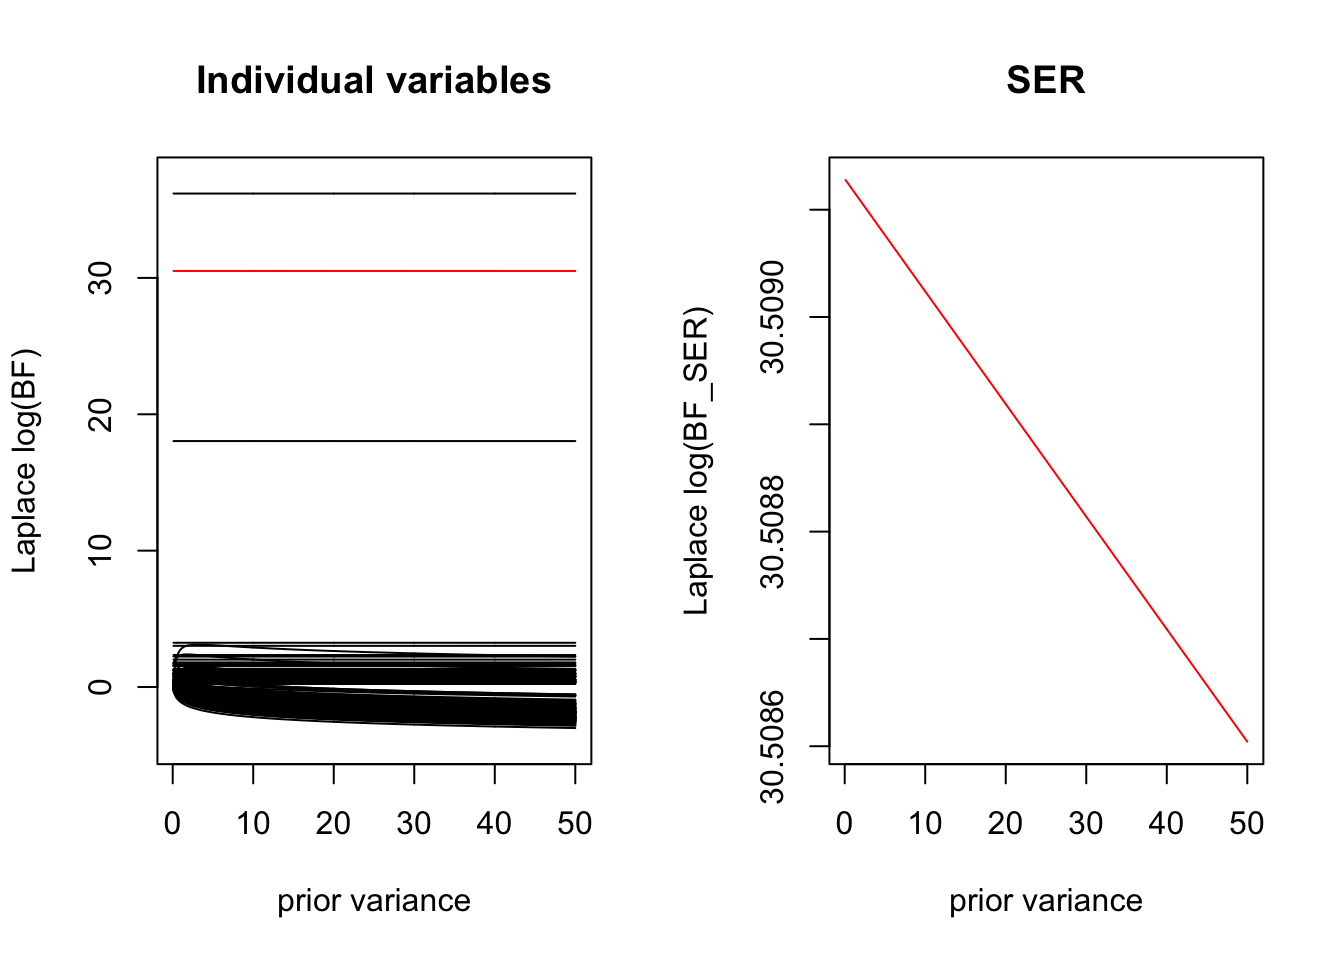 Individual variables
Laplace log(BF)
30
20
10
0
0 10 20 30 40 50
prior variance
SER
Laplace log(BF_SER)
30.5090
30.5088
30.5086
0 10 20 30 40 50
prior variance